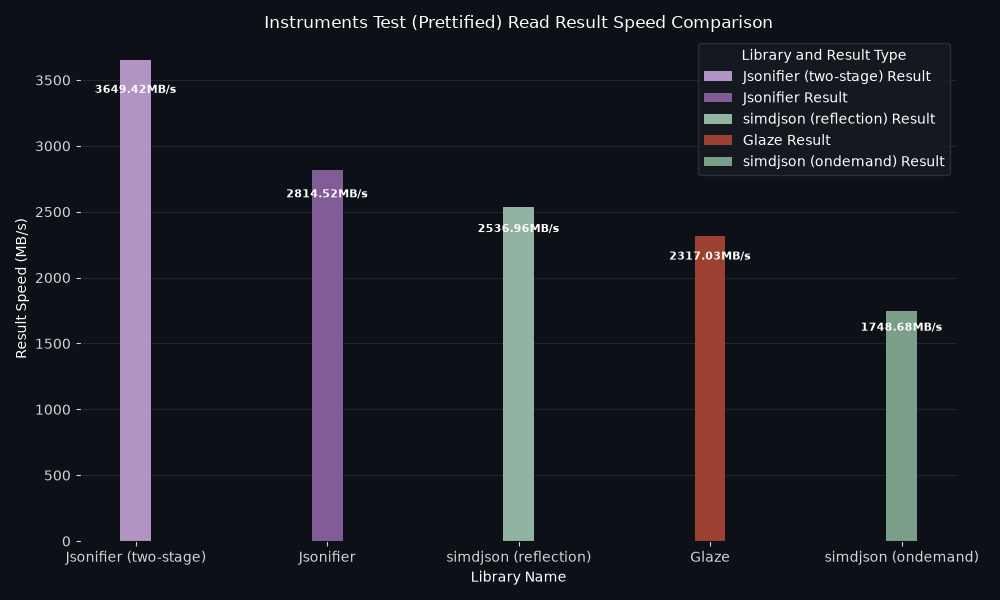 Instruments Test (Prettified) Read Result Speed Comparison
Library and Result Type
Jsonifier (two-stage) Result
Jsonifier Result
simdjson (reflection) Result
Glaze Result
simdjson (ondemand) Result
Result Speed (MB/s)
3500
3000
2500
2000
1500
1000
500
0
3649.42MB/s
2814.52MB/s
2536.96MB/s
2317.03MB/s
1748.68MB/s
Jsonifier (two-stage)
Jsonifier
simdjson (reflection)
Glaze
simdjson (ondemand)
Library Name